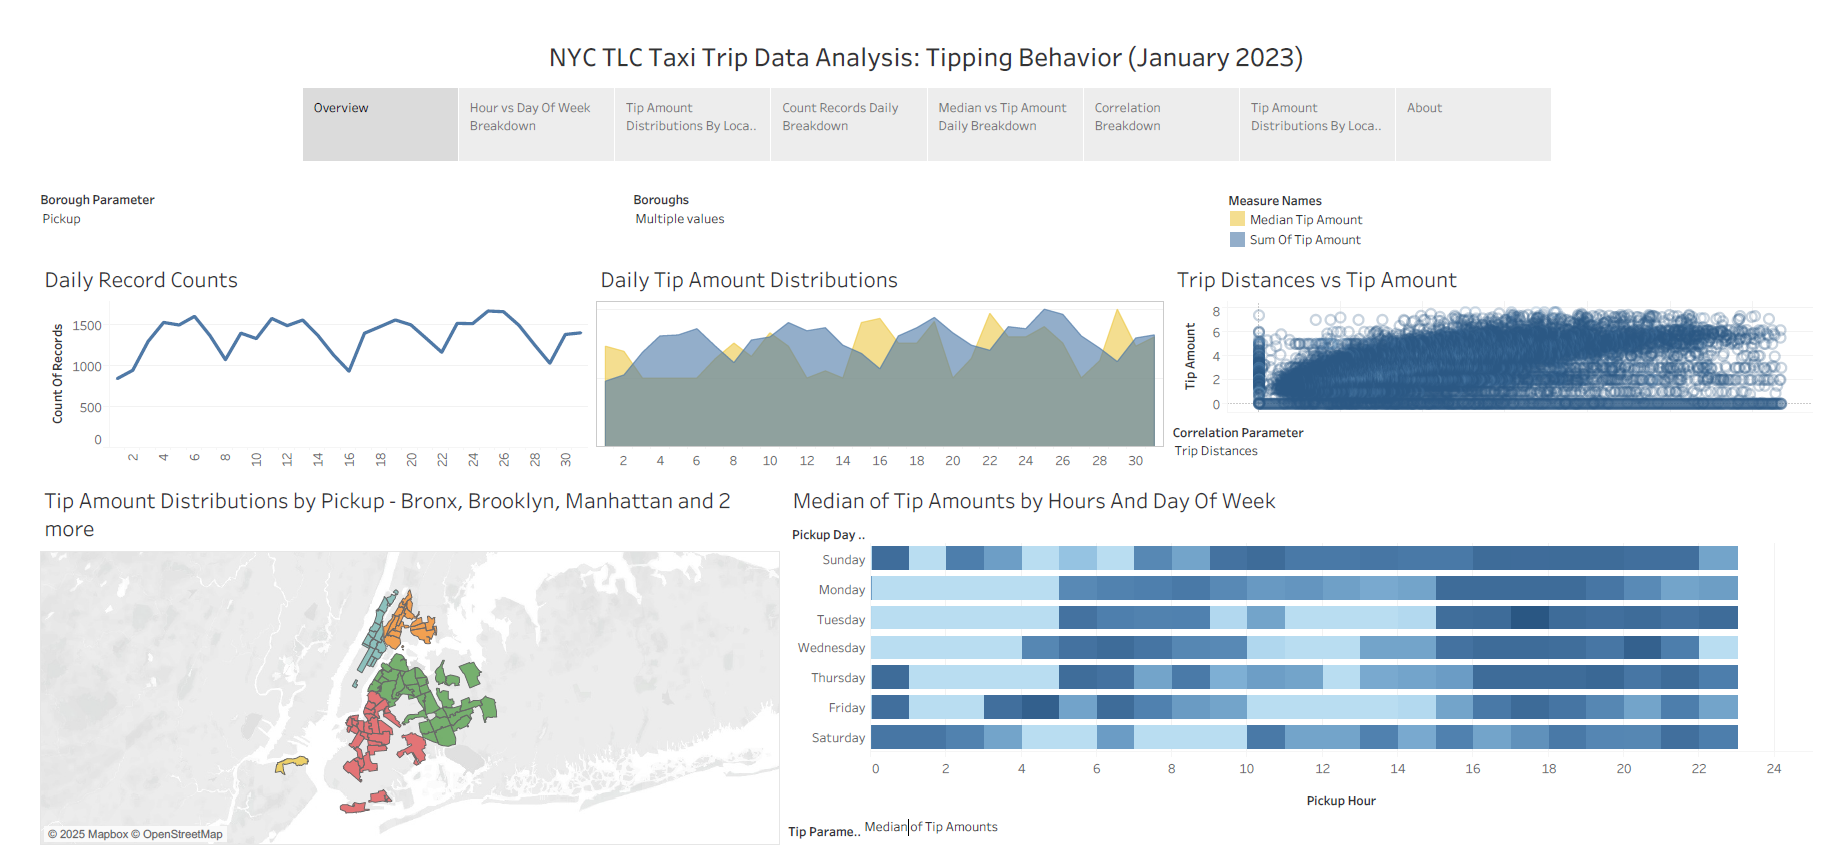 NYC TLC Taxi Trip Data Analysis: Tipping Behavior (January 2023)
Overview
Hour vs Day Of Week
Breakdown
Tip Amount
Distributions By Loca..
Count Records Daily
Breakdown
Median vs Tip Amount
Daily Breakdown
Correlation
Breakdown
Tip Amount
Distributions By Loca..
About
Borough Parameter
Pickup
Boroughs
Multiple values
Measure Names
Median Tip Amount
Sum Of Tip Amount
Daily Record Counts
Count Of Records
1500
1000
500
0
2 4 6 8 10 12 14 16 18 20 22 24 26 28 30
Daily Tip Amount Distributions
2 4 6 8 10 12 14 16 18 20 22 24 26 28 30
Trip Distances vs Tip Amount
Tip Amount
8
6
4
2
0
Correlation Parameter
Trip Distances
Tip Amount Distributions by Pickup - Bronx, Brooklyn, Manhattan and 2
more
© 2025 Mapbox © OpenStreetMap
Median of Tip Amounts by Hours And Day Of Week
Pickup Day ..
Sunday
Monday
Tuesday
Wednesday
Thursday
Friday
Saturday
0 2 4 6 8 10 12 14 16 18 20 22 24
Pickup Hour
Tip Parame.. Median of Tip Amounts